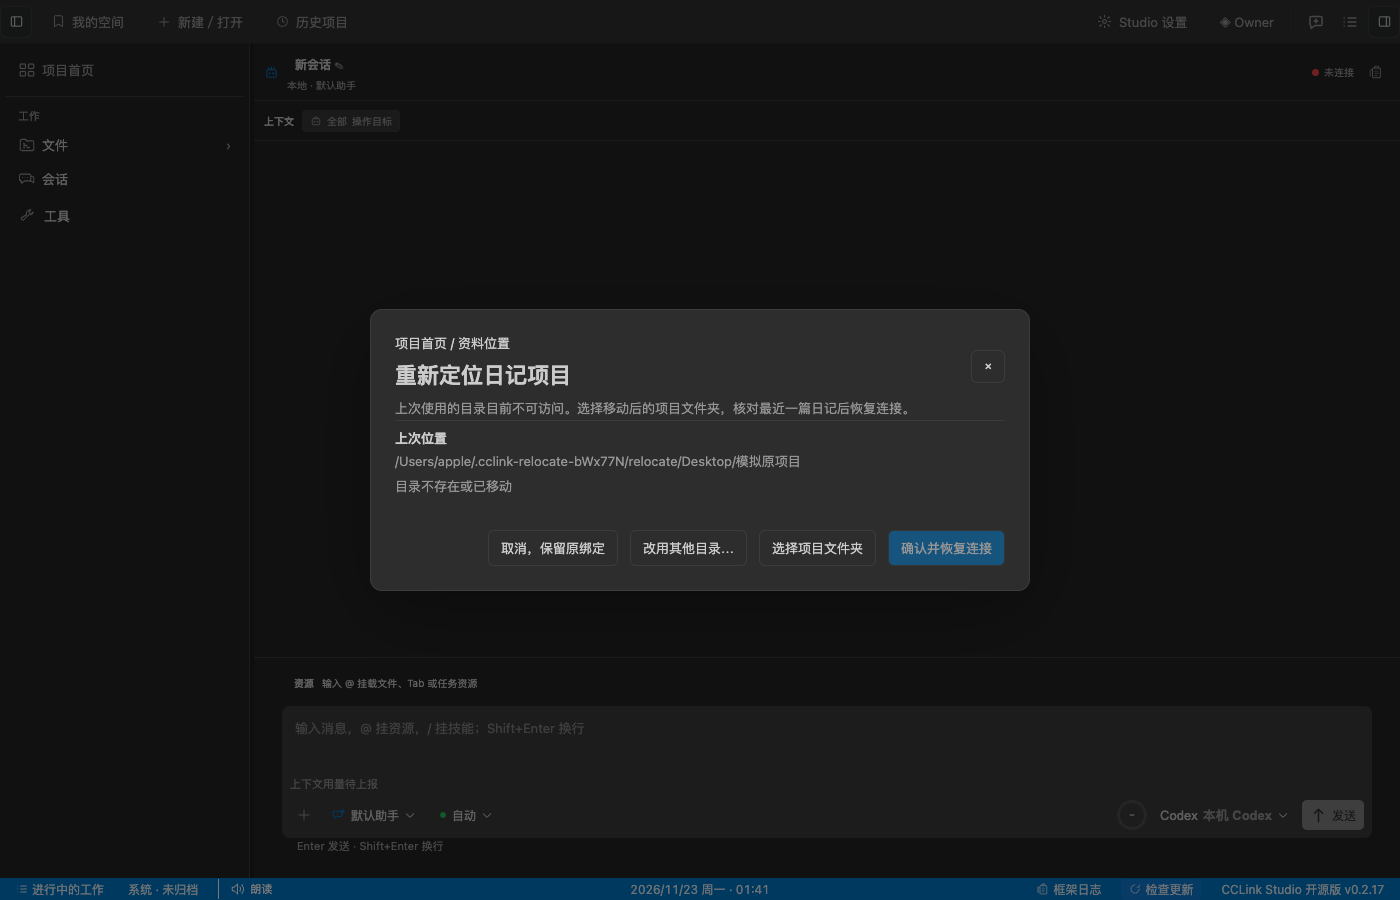 我的空间
新建 / 打开
历史项目
Studio 设置
Owner
项目首页
工作
文件
会话
工具
新会话
本地 · 默认助手
未连接
上下文
全部 操作目标
项目首页 / 资料位置
重新定位日记项目
×
上次使用的目录目前不可访问。选择移动后的项目文件夹，核对最近一篇日记后恢复连接。
上次位置
/Users/apple/.cclink-relocate-bWx77N/relocate/Desktop/模拟原项目
目录不存在或已移动
取消，保留原绑定
改用其他目录...
选择项目文件夹
确认并恢复连接
资源 输入 @ 挂载文件、Tab 或任务资源
输入消息，@ 挂资源，/ 挂技能；Shift+Enter 换行
上下文用量待上报
默认助手
自动
-
Codex 本机 Codex
发送
Enter 发送 · Shift+Enter 换行
进行中的工作
系统 · 未归档
朗读
2026/11/23 周一 · 01:41
框架日志
检查更新
CCLink Studio 开源版 v0.2.17